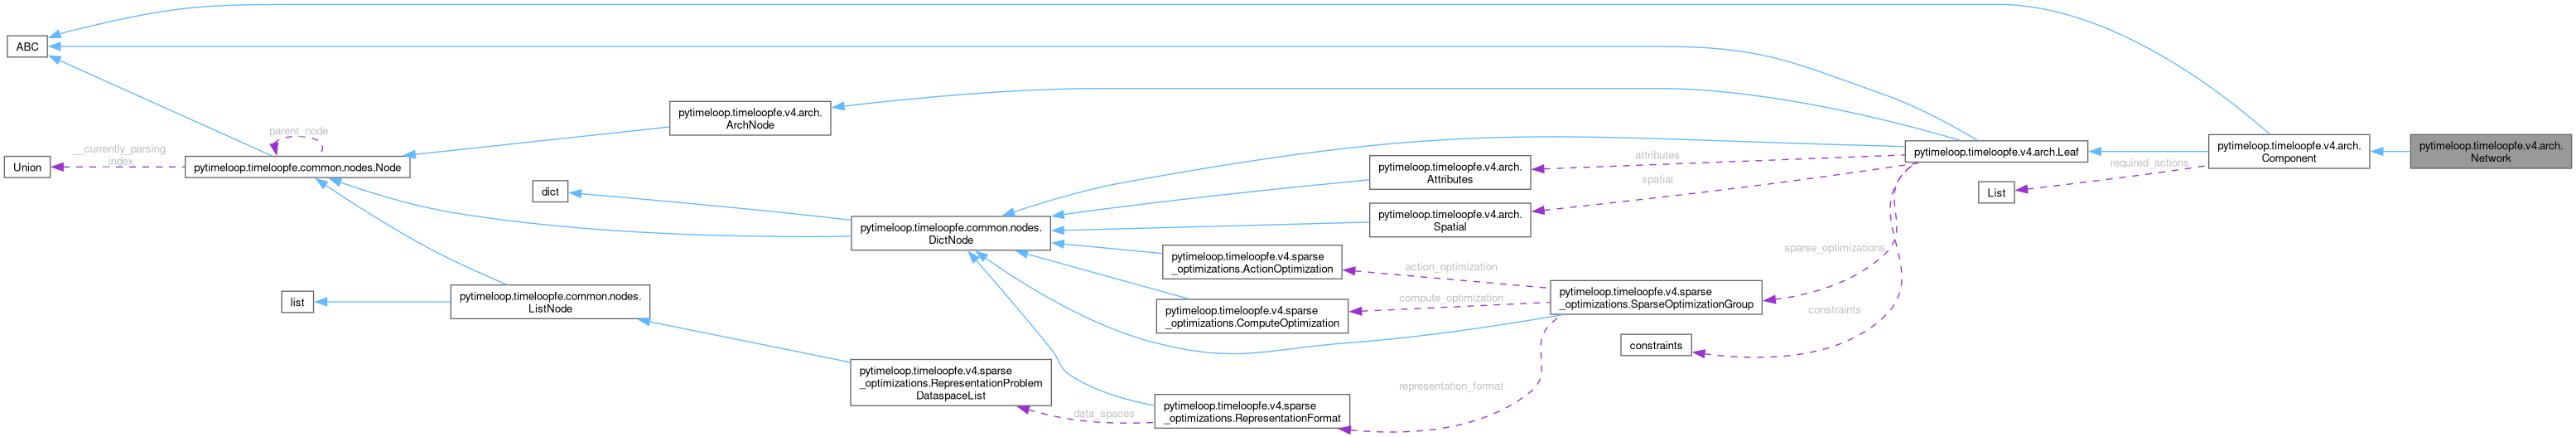 ABC
pytimeloop.timeloopfe.v4.arch.
ArchNode
parent_node
__currently_parsing
index
Union
pytimeloop.timeloopfe.common.nodes.Node
dict
pytimeloop.timeloopfe.v4.arch.
Attributes
attributes
pytimeloop.timeloopfe.v4.arch.Leaf
pytimeloop.timeloopfe.v4.arch.
Component
pytimeloop.timeloopfe.v4.arch.
Network
required_actions
List
spatial
pytimeloop.timeloopfe.v4.arch.
Spatial
pytimeloop.timeloopfe.common.nodes.
DictNode
pytimeloop.timeloopfe.v4.sparse
_optimizations.ActionOptimization
action_optimization
sparse_optimizations
list
pytimeloop.timeloopfe.common.nodes.
ListNode
pytimeloop.timeloopfe.v4.sparse
_optimizations.ComputeOptimization
compute_optimization
pytimeloop.timeloopfe.v4.sparse
_optimizations.SparseOptimizationGroup
constraints
constraints
pytimeloop.timeloopfe.v4.sparse
_optimizations.RepresentationProblem
DataspaceList
data_spaces
pytimeloop.timeloopfe.v4.sparse
_optimizations.RepresentationFormat
representation_format